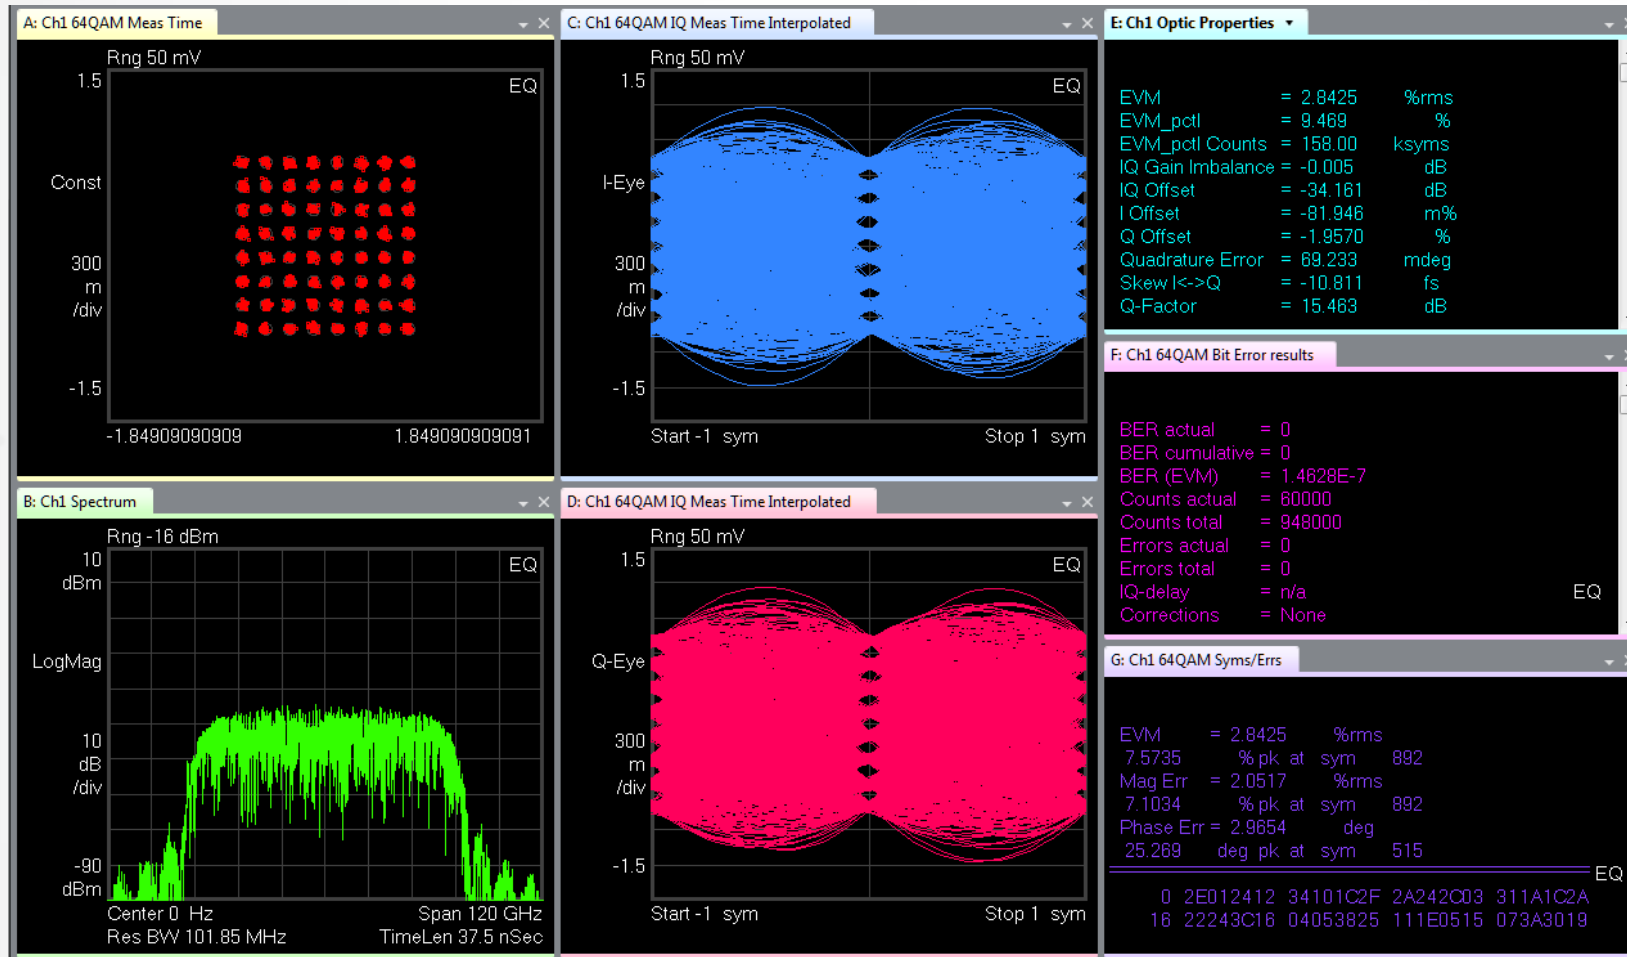 A: Ch1 64QAM Meas Time
Rng 50 mV
1.5
EQ
Const
300
m
/div
-1.5
-1.84909090909
1.849090909091
B: Ch1 Spectrum
Rng -16 dBm
10
dBm
EQ
LogMag
10
dB
/div
-90
dBm
Center 0 Hz
Span 120 GHz
Res BW 101.85 MHz
TimeLen 37.5 nSec
C: Ch1 64QAM IQ Meas Time Interpolated
Rng 50 mV
1.5
EQ
I-Eye
300
m
/div
-1.5
Start -1 sym
Stop 1 sym
D: Ch1 64QAM IQ Meas Time Interpolated
Rng 50 mV
1.5
EQ
Q-Eye
300
m
/div
-1.5
Start -1 sym
Stop 1 sym
E: Ch1 Optic Properties
EVM = 2.8425 %rms
EVM_pctl = 9.469 %
EVM_pctl Counts = 158.00 ksyms
IQ Gain Imbalance = -0.005 dB
IQ Offset = -34.161 dB
I Offset = -81.946 m%
Q Offset = -1.9570 %
Quadrature Error = 69.233 mdeg
Skew I<->Q = -10.811 fs
Q-Factor = 15.463 dB
F: Ch1 64QAM Bit Error results
BER actual = 0
BER cumulative = 0
BER (EVM) = 1.4628E-7
Counts actual = 60000
Counts total = 948000
Errors actual = 0
Errors total = 0
IQ-delay = n/a
EQ
Corrections = None
G: Ch1 64QAM Syms/Errs
EVM = 2.8425 %rms
7.5735 % pk at sym 892
Mag Err = 2.0517 %rms
7.1034 % pk at sym 892
Phase Err = 2.9654 deg
25.269 deg pk at sym 515
EQ
0 2E012412 34101C2F 2A242C03 311A1C2A
16 22243C16 04053825 111E0515 073A3019